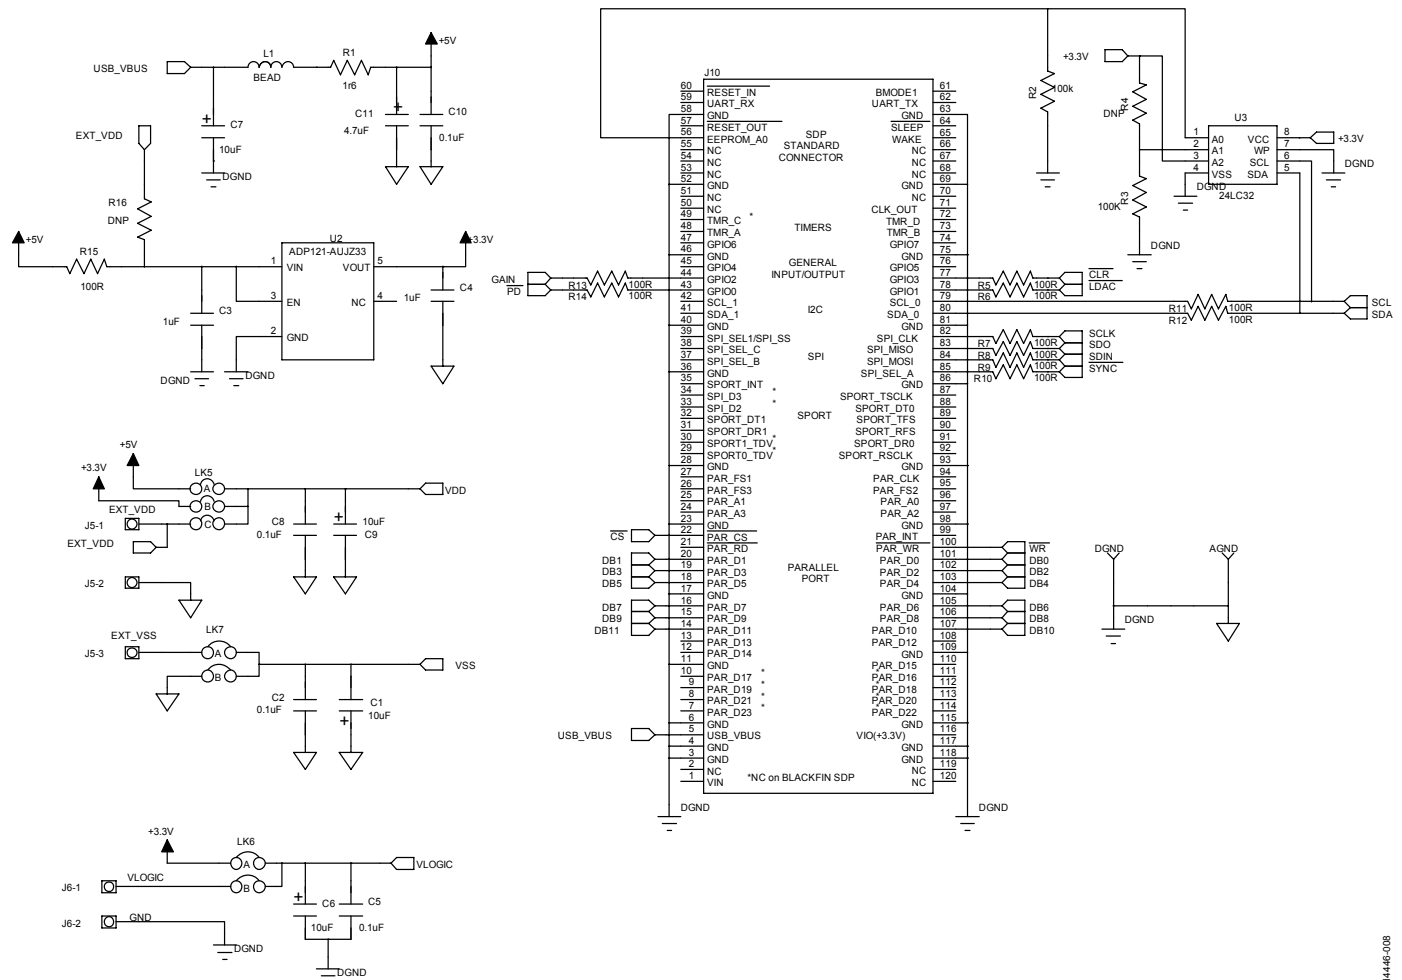 USB_VBUS
L1
BEAD
R1
1r6
+5V
C7
10uF
DGND
C11
4.7uF
C10
0.1uF
EXT_VDD
R16
DNP
+5V
R15
100R
U2
ADP121-AUJZ33
1 VIN
VOUT 5
3 EN
NC 4
2 GND
+3.3V
C3
1uF
DGND
DGND
1uF
C4
+5V
+3.3V
LK5
A
B
C
VDD
J5-1
EXT_VDD
EXT_VDD
C8
0.1uF
10uF
C9
J5-2
EXT_VSS
J5-3
LK7
A
B
VSS
C2
0.1uF
C1
10uF
+3.3V
LK6
A
B
VLOGIC
J6-1
VLOGIC
J6-2
GND
DGND
C6
10uF
C5
0.1uF
DGND
J10
SDP
STANDARD
CONNECTOR
TIMERS
GENERAL
INPUT/OUTPUT
I2C
SPI
SPORT
PARALLEL
PORT
*NC on BLACKFIN SDP
60 RESET_IN
59 UART_RX
58 GND
57 RESET_OUT
56 EEPROM_A0
55 NC
54 NC
53 NC
52 GND
51 NC
50 NC
49 TMR_C *
48 TMR_A
47 GPIO6
46 GND
45 GPIO4
44 GPIO2
43 GPIO0
42 SCL_1
41 SDA_1
40 GND
39 SPI_SEL1/SPI_SS
38 SPI_SEL_C
37 SPI_SEL_B
36 GND
35 SPORT_INT
34 SPI_D3 *
33 SPI_D2 *
32 SPORT_DT1
31 SPORT_DR1
30 SPORT1_TDV *
29 SPORT0_TDV *
28 GND
27 PAR_FS1
26 PAR_FS3
25 PAR_A1
24 PAR_A3
23 GND
22 PAR_CS
21 PAR_RD
20 PAR_D1
19 PAR_D3
18 PAR_D5
17 GND
16 PAR_D7
15 PAR_D9
14 PAR_D11
13 PAR_D13
12 PAR_D14
11 GND
10 PAR_D17 *
9 PAR_D19 *
8 PAR_D21 *
7 PAR_D23 *
6 GND
5 USB_VBUS
4 GND
3 GND
2 NC
1 VIN
BMODE1 61
UART_TX 62
GND 63
SLEEP 64
WAKE 65
NC 66
NC 67
NC 68
GND 69
NC 70
CLK_OUT 71
TMR_D 72
TMR_B 73
GPIO7 74
GND 75
GPIO5 76
GPIO3 77
GPIO1 78
SCL_0 79
SDA_0 80
GND 81
SPI_CLK 82
SPI_MISO 83
SPI_MOSI 84
SPI_SEL_A 85
GND 86
SPORT_TSCLK 87
SPORT_DT0 88
SPORT_TFS 89
SPORT_RFS 90
SPORT_DR0 91
SPORT_RSCLK 92
GND 93
PAR_CLK 94
PAR_FS2 95
PAR_A0 96
PAR_A2 97
GND 98
PAR_INT 99
PAR_WR 100
PAR_D0 101
PAR_D2 102
PAR_D4 103
GND 104
PAR_D6 105
PAR_D8 106
PAR_D10 107
PAR_D12 108
GND 109
PAR_D15 110
PAR_D16 111
PAR_D18 112
PAR_D20 113
PAR_D22 114
GND 115
VIO(+3.3V) 116
GND 117
GND 118
NC 119
NC 120
GAIN
PD
R13 100R
R14 100R
CS
DB1
DB3
DB5
DB7
DB9
DB11
USB_VBUS
DGND
DGND
R5 100R
R6 100R
CLR
LDAC
R11 100R
R12 100R
SCL
SDA
R7 100R
R8 100R
R9 100R
R10 100R
SCLK
SDO
SDIN
SYNC
WR
DB0
DB2
DB4
DB6
DB8
DB10
R2
100k
+3.3V
R4
DNP
R3
100K
DGND
U3
1 A0
2 A1
3 A2
4 VSS
VCC 8
WP 7
SCL 6
SDA 5
24LC32
DGND
+3.3V
DGND
DGND
AGND
DGND